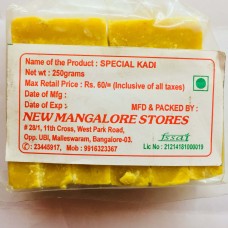 Name of the Product : SPECIAL KADI
Net Wt : 250grams
Max Retail Price : Rs. 60/= (Inclusive of all taxes)
Date of Mfg :
Date of Expiry :
MFD & PACKED BY :
NEW MANGALORE STORES
# 28/1, 11th Cross, West Park Road,
Opp. UBI, Malleswaram, Bangalore-03.
fssai
✆: 23445917, Mob : 9916323367
Lic No : 21214181000019